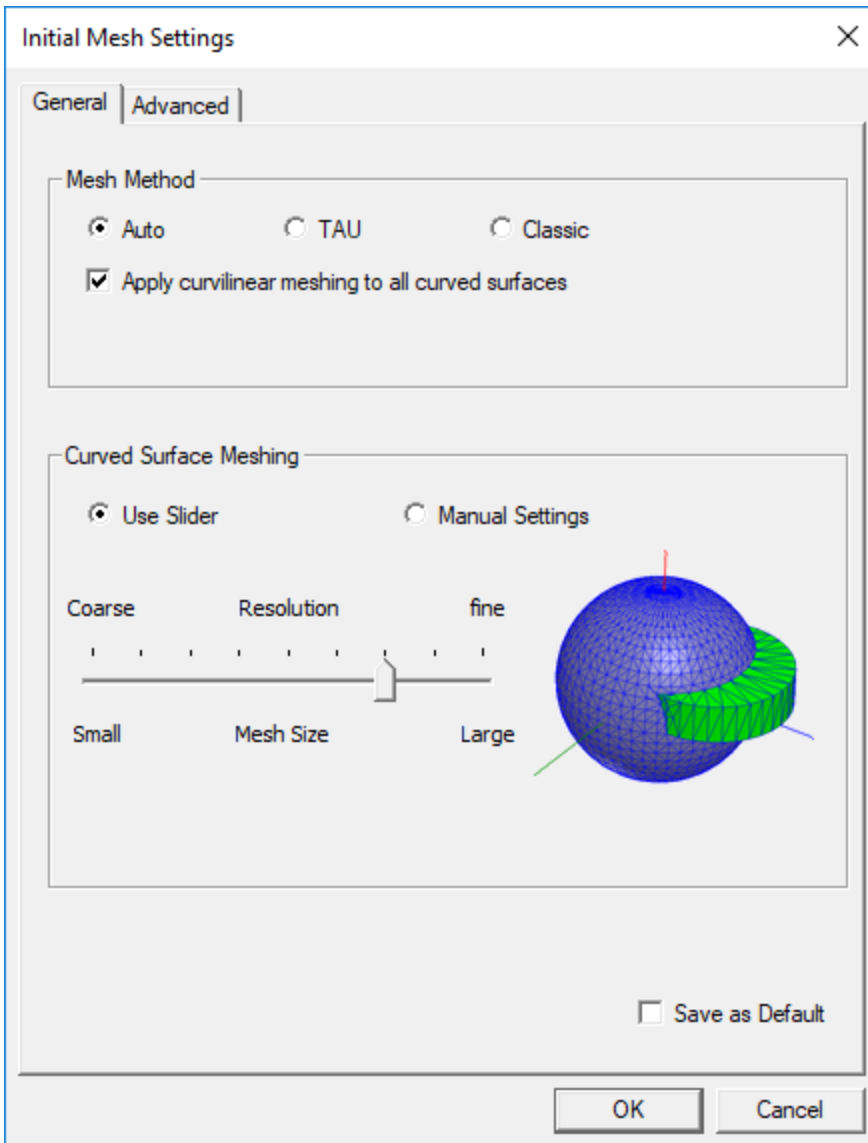 Initial Mesh Settings
General Advanced
Mesh Method
Auto TAU Classic
Apply curvilinear meshing to all curved surfaces
Curved Surface Meshing
Use Slider Manual Settings
Coarse Resolution fine
Small Mesh Size Large
Save as Default
OK Cancel